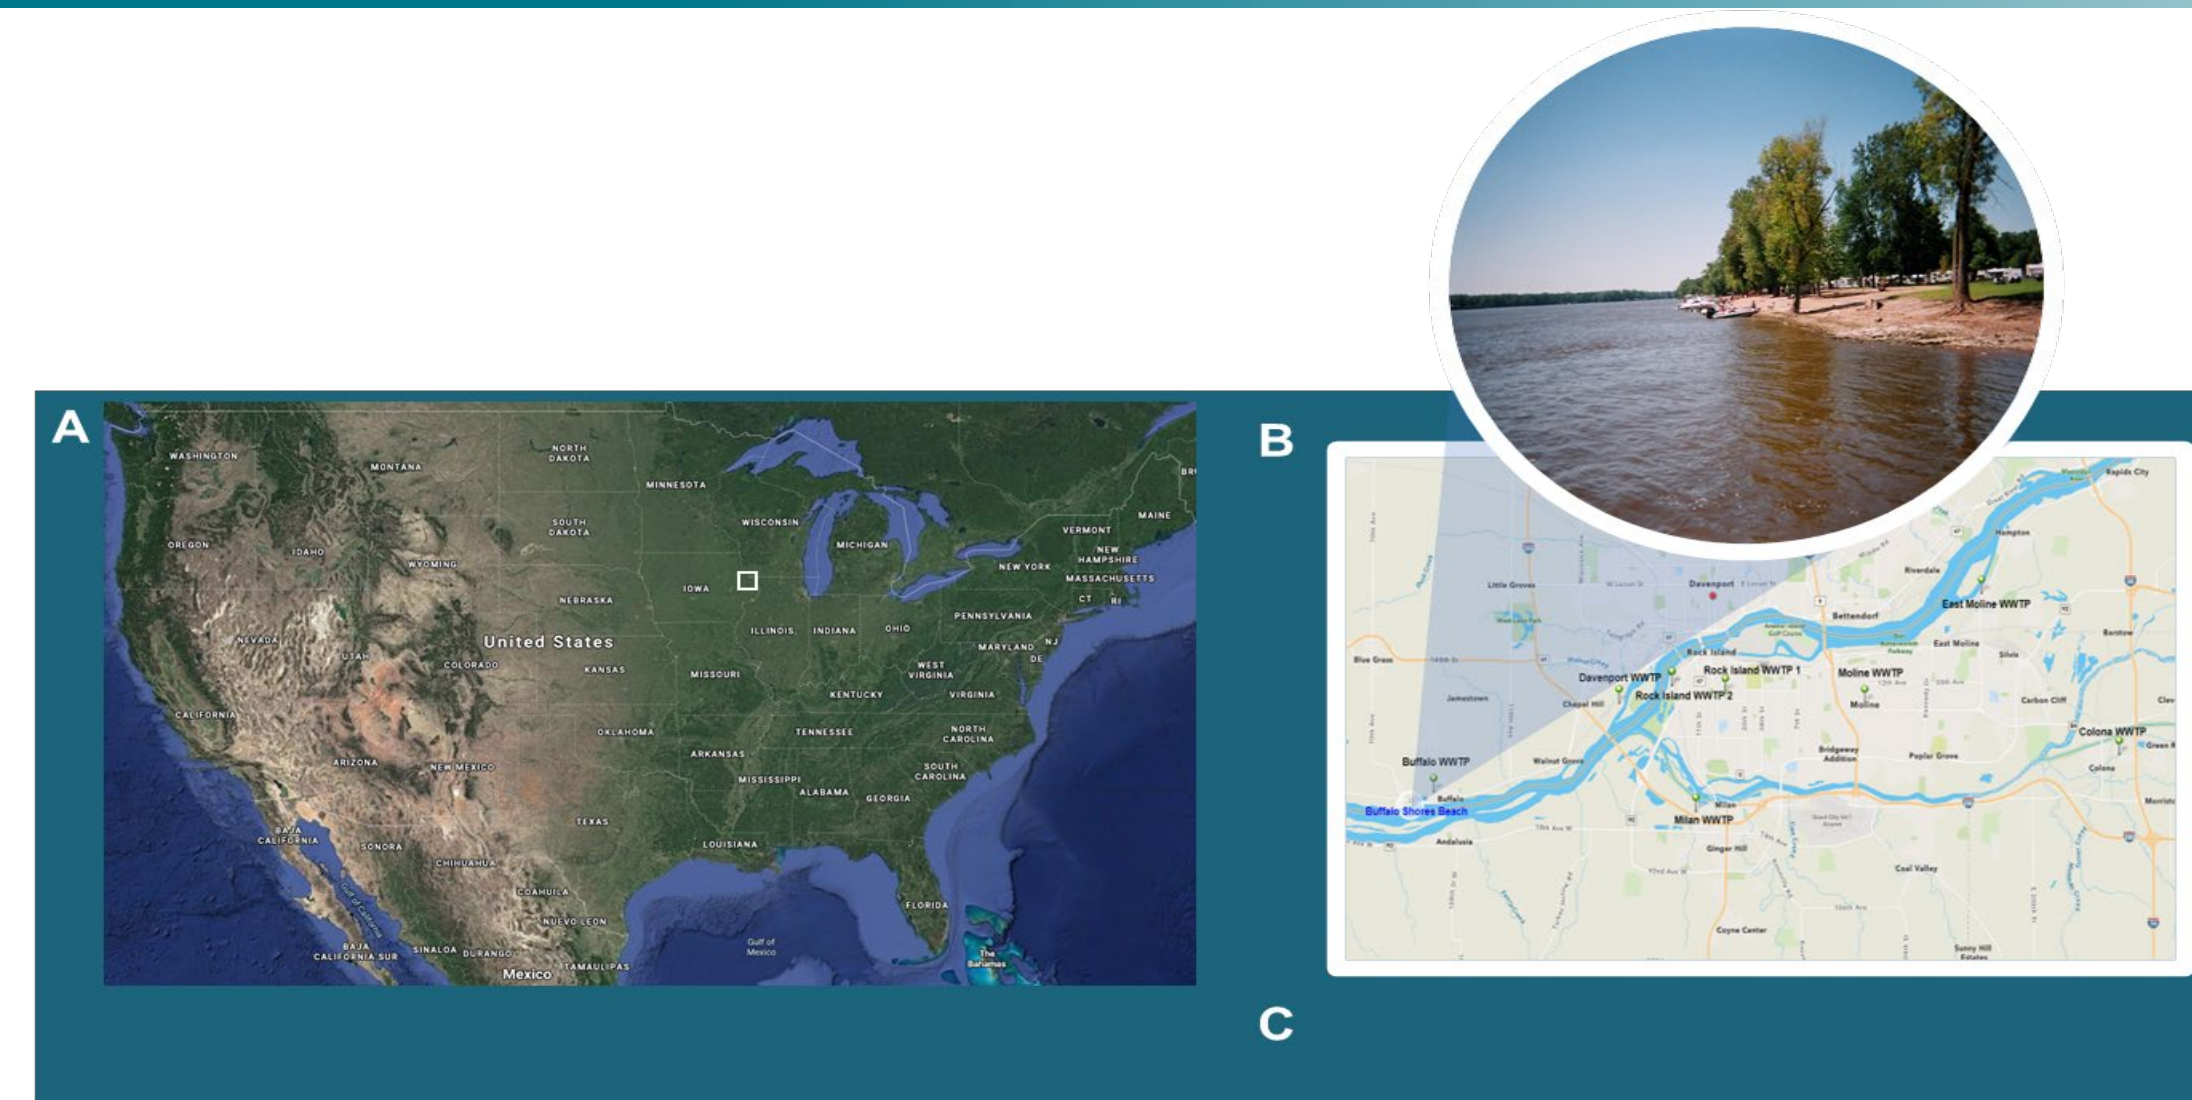 A
WASHINGTON
MONTANA
NORTH
DAKOTA
MINNESOTA
SOUTH
DAKOTA
WISCONSIN
MICHIGAN
MAINE
VERMONT
NEW
HAMPSHIRE
NEW YORK
MASSACHUSETTS
CT
RI
OREGON
IDAHO
WYOMING
IOWA
NEBRASKA
PENNSYLVANIA
ILLINOIS
INDIANA
OHIO
NJ
MARYLAND
DE
NEVADA
United States
UTAH
COLORADO
KANSAS
MISSOURI
WEST
VIRGINIA
KENTUCKY
VIRGINIA
CALIFORNIA
OKLAHOMA
TENNESSEE
NORTH
CAROLINA
ARKANSAS
ARIZONA
NEW MEXICO
MISSISSIPPI
SOUTH
CAROLINA
ALABAMA
GEORGIA
TEXAS
LOUISIANA
BAJA
CALIFORNIA
SONORA
CHIHUAHUA
COAHUILA
Gulf of California
NUEVO LEON
FLORIDA
BAJA
CALIFORNIA SUR
SINALOA
DURANGO
TAMAULIPAS
Mexico
Gulf of
Mexico
The
Bahamas
B
Rapids City
Hampton
Riverdale
Little Groves
Davenport
East Moline WWTP
Bettendorf
East Moline
Barstow
Silvis
Rock Island
Blue Grass
Rock Island WWTP 1
Moline WWTP
Davenport WWTP
Rock Island WWTP 2
Jamestown
Chapel Hill
Moline
Carbon Cliff
Colona WWTP
Bridgeway
Addition
Poplar Grove
Walnut Grove
Colona
Buffalo WWTP
Buffalo
Buffalo Shores Beach
Milan
Milan WWTP
Andalusia
Ginger Hill
Coal Valley
Coyne Center
Sunny Hill
Estates
C